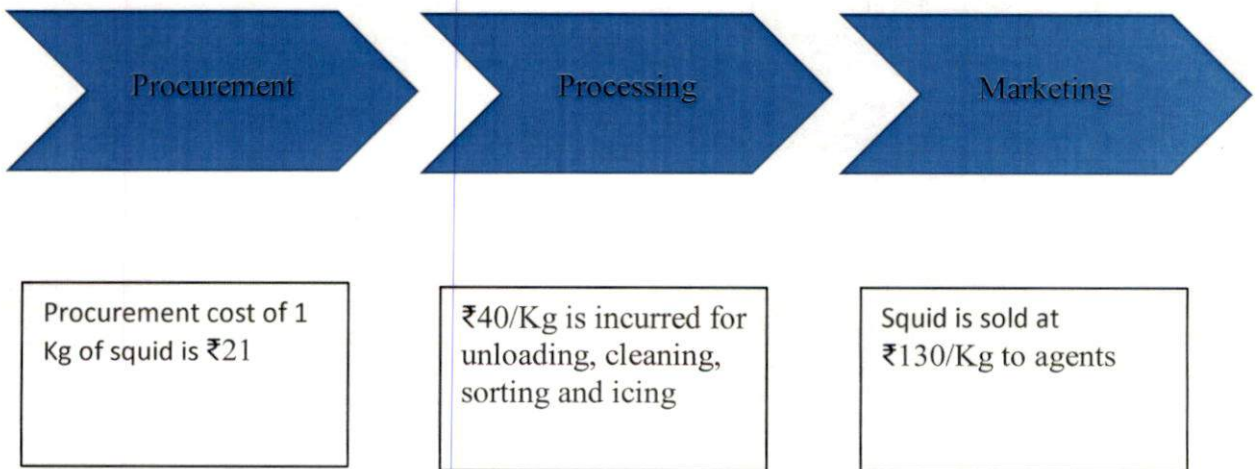 Procurement
Processing
Marketing
Procurement cost of 1
Kg of squid is ₹21
₹40/Kg is incurred for
unloading, cleaning,
sorting and icing
Squid is sold at
₹130/Kg to agents